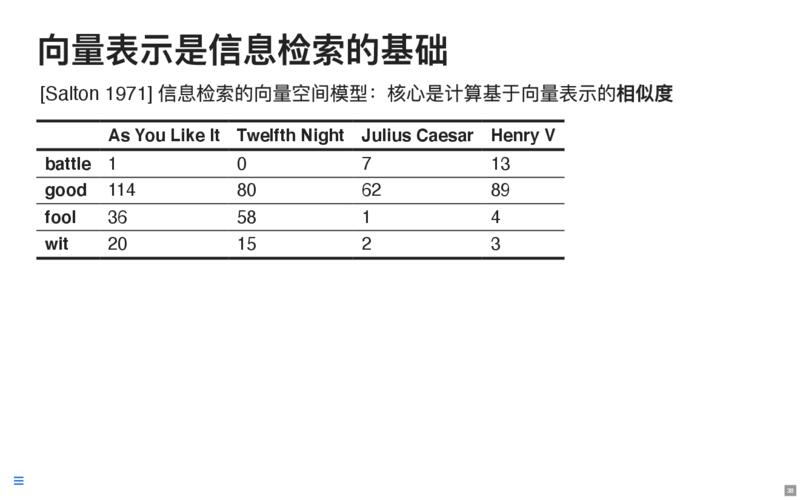 向量表示是信息检索的基础
[Salton 1971] 信息检索的向量空间模型：核心是计算基于向量表示的相似度
As You Like It Twelfth Night Julius Caesar Henry V
battle 1 0 7 13
good 114 80 62 89
fool 36 58 1 4
wit 20 15 2 3